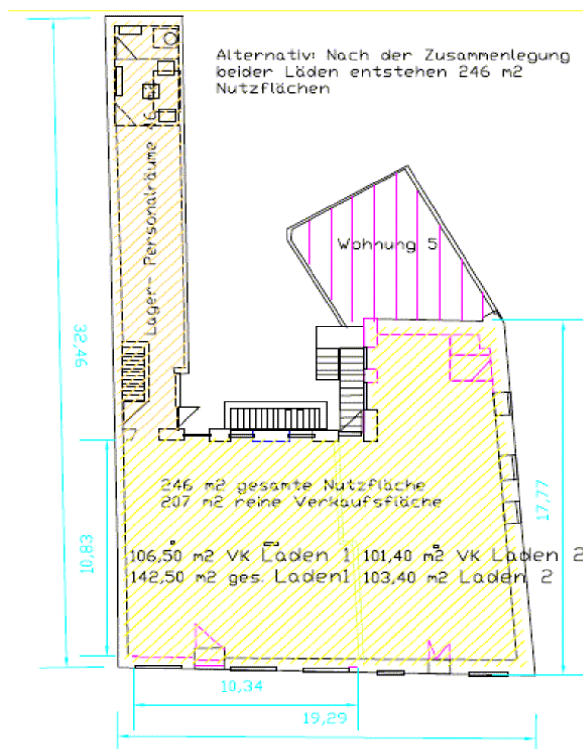 Alternativ: Nach der Zusammenlegung
beider Läden entstehen 246 m2
Nutzflächen
Lager- Personalräume
Wohnung 5
32,46
17,77
10,83
246 m2 gesamte Nutzfläche
207 m2 reine Verkaufsfläche
106,50 m2 VK Laden 1
142,50 m2 ges. Laden1
101,40 m2 VK Laden 2
103,40 m2 Laden 2
10,34
19,29